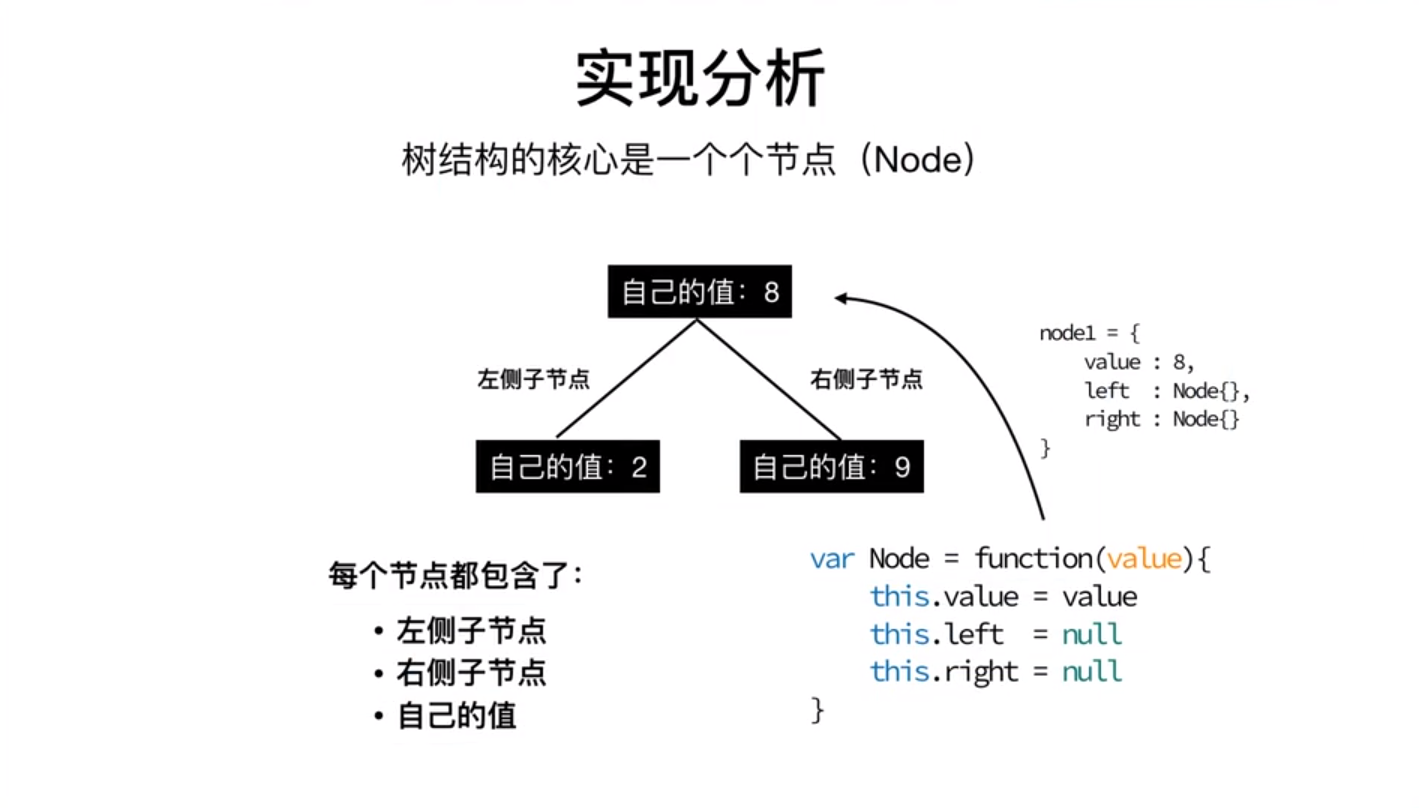 实现分析
树结构的核心是一个个节点（Node）
自己的值：8
左侧子节点
右侧子节点
自己的值：2
自己的值：9
node1 = {
    value : 8,
    left  : Node{},
    right : Node{}
}
每个节点都包含了：
• 左侧子节点
• 右侧子节点
• 自己的值
var Node = function(value){
    this.value = value
    this.left  = null
    this.right = null
}